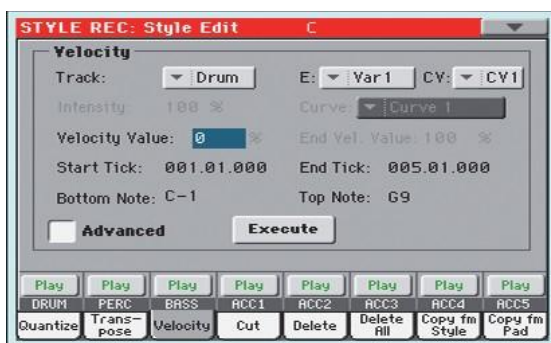 STYLE REC: Style Edit C
Velocity
Track: Drum E: Var1 CV: CV1
Intensity: 100 % Curve: Curve 1
Velocity Value: 0 % End Vel. Value: 100 %
Start Tick: 001.01.000 End Tick: 005.01.000
Bottom Note: C-1 Top Note: G9
Advanced Execute
Play Play Play Play Play Play Play Play
DRUM PERC BASS ACC1 ACC2 ACC3 ACC4 ACC5
Quantize Trans- Velocity Cut Delete Delete Copy fm Copy fm
pose All Style Pad